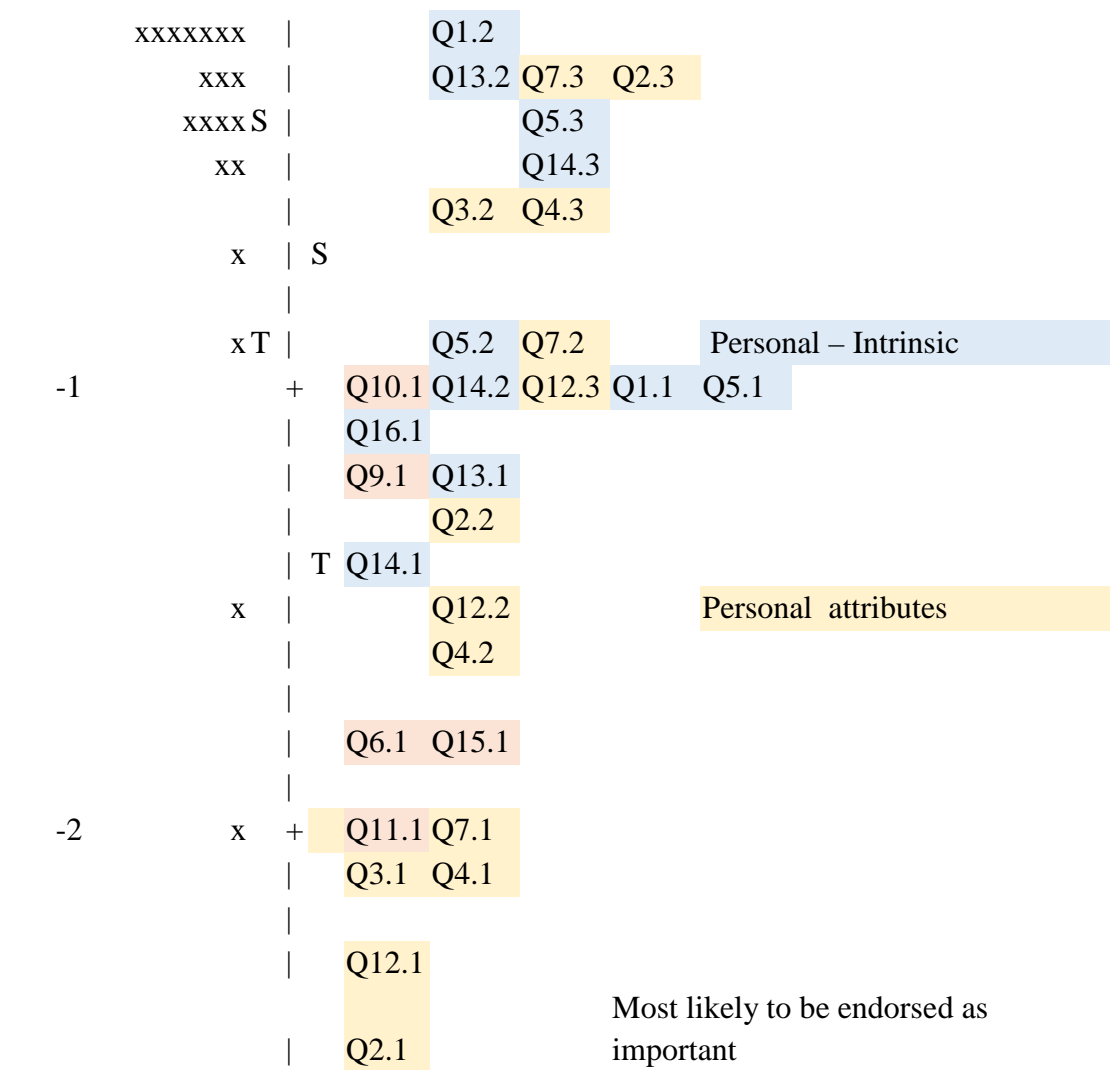 xxxxxxx | Q1.2
xxx | Q13.2 Q7.3 Q2.3
xxxx S | Q5.3
xx | Q14.3
| Q3.2 Q4.3
x | S
|
x T | Q5.2 Q7.2 Personal – Intrinsic
-1 + Q10.1 Q14.2 Q12.3 Q1.1 Q5.1
| Q16.1
| Q9.1 Q13.1
| Q2.2
| T Q14.1
x | Q12.2 Personal attributes
| Q4.2
|
| Q6.1 Q15.1
|
-2 x + Q11.1 Q7.1
| Q3.1 Q4.1
|
| Q12.1
Most likely to be endorsed as
| Q2.1 important